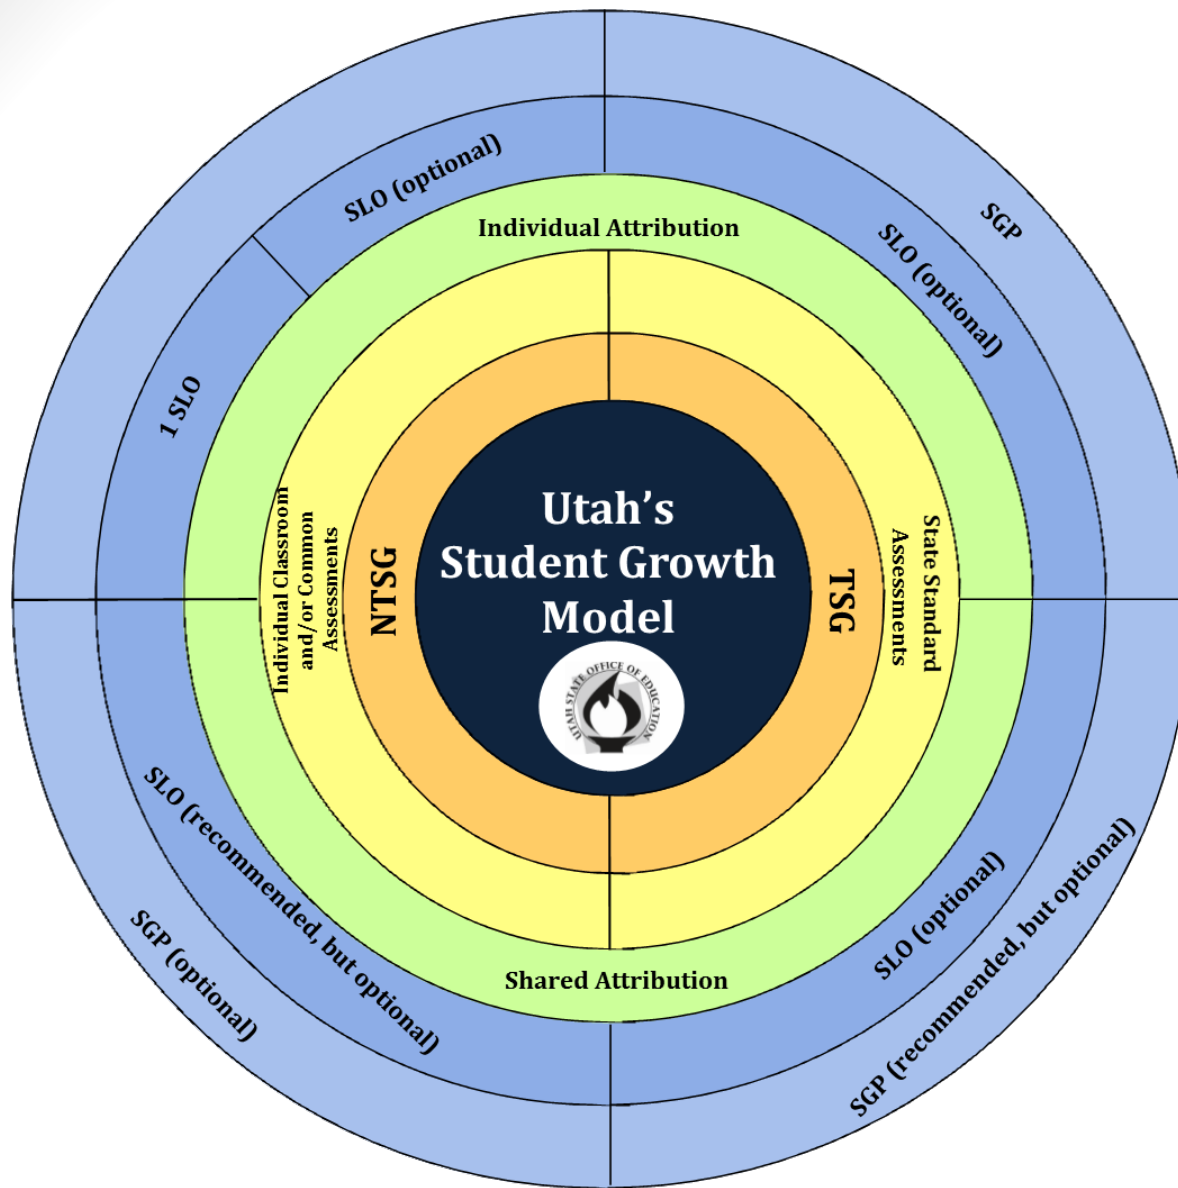 SGP
SLO (optional)
SLO (optional)
Individual Attribution
1 SLO
Utah's
Student Growth
Model
NTSG
TSG
Individual Classroom
and/or Common
Assessments
State Standard
Assessments
UTAH STATE OFFICE OF EDUCATION
Shared Attribution
SLO (recommended, but optional)
SGP (optional)
SLO (optional)
SGP (recommended, but optional)